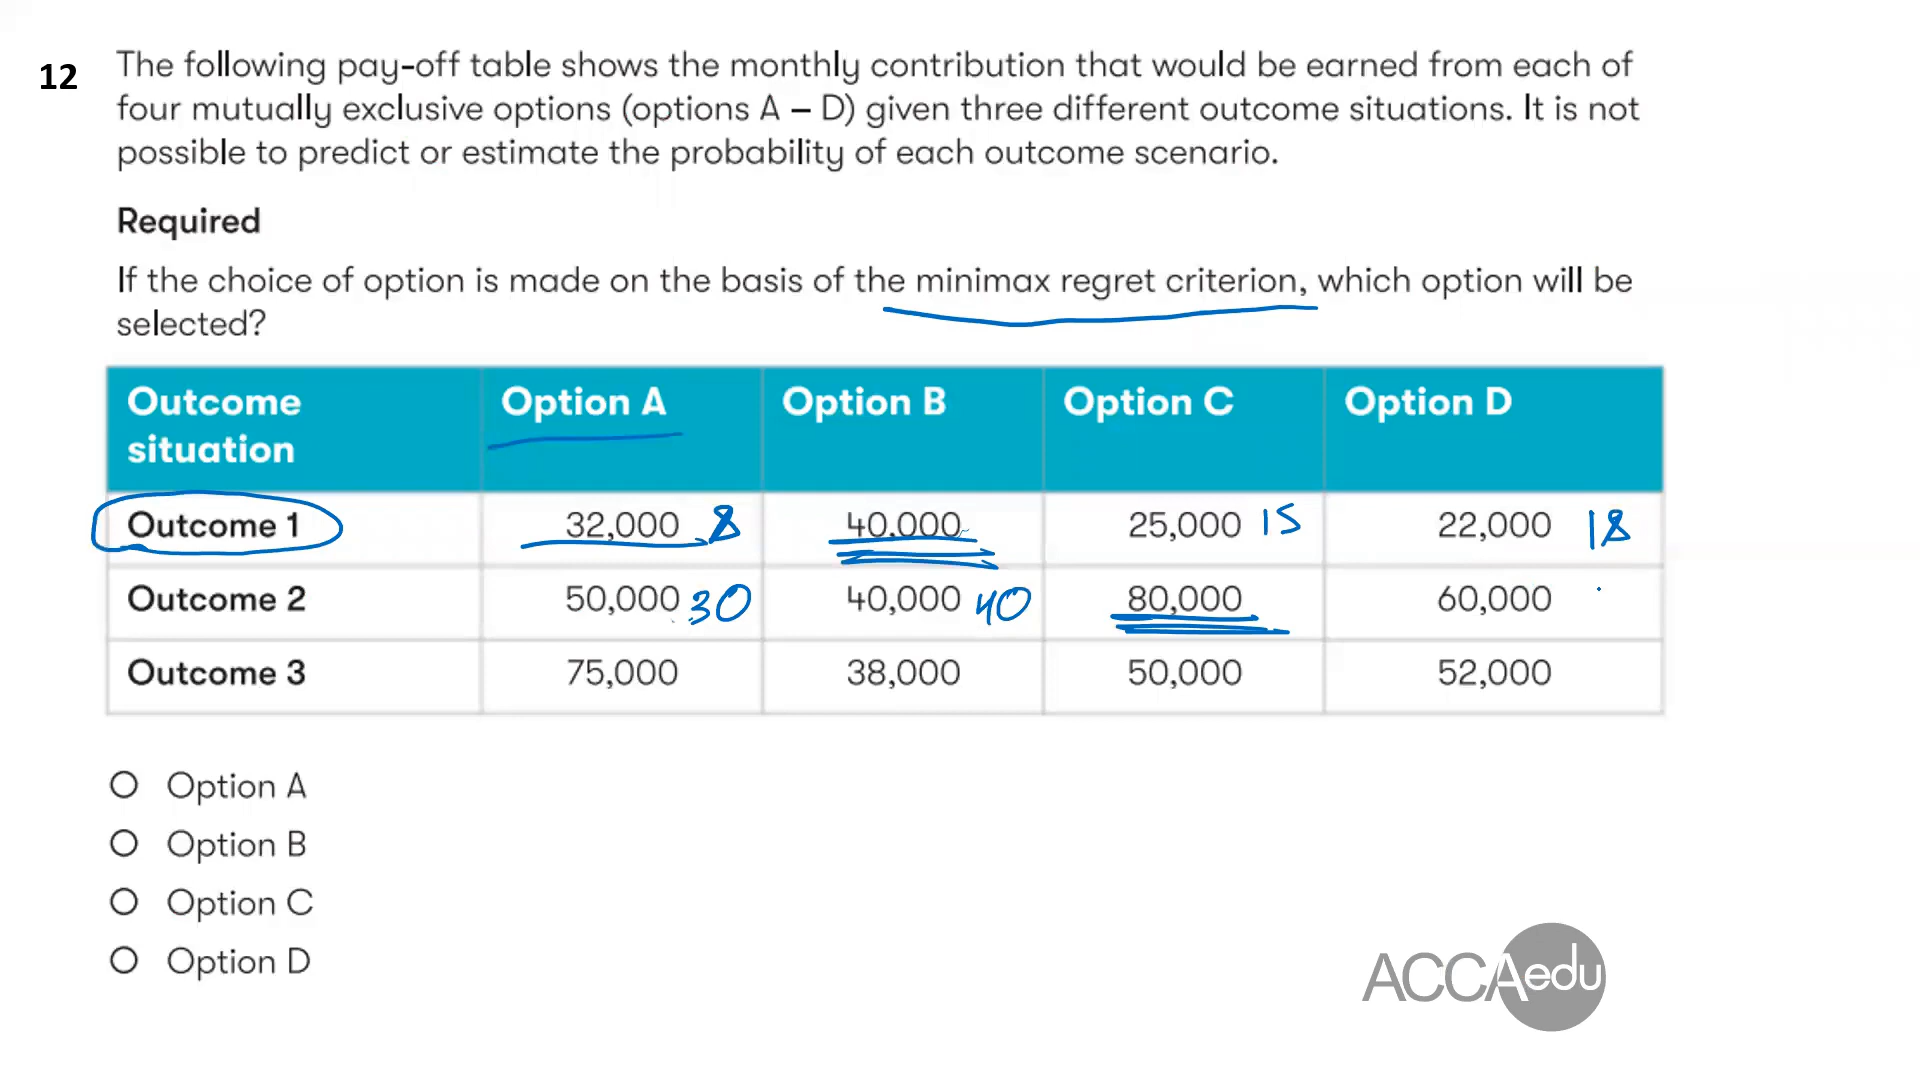 12 The following pay-off table shows the monthly contribution that would be earned from each of
four mutually exclusive options (options A – D) given three different outcome situations. It is not
possible to predict or estimate the probability of each outcome scenario.
Required
If the choice of option is made on the basis of the minimax regret criterion, which option will be
selected?
Outcome situation Option A Option B Option C Option D
Outcome 1 32,000 8 40,000 25,000 15 22,000 18
Outcome 2 50,000 30 40,000 40 80,000 60,000
Outcome 3 75,000 38,000 50,000 52,000
Option A
Option B
Option C
Option D
ACCAedu